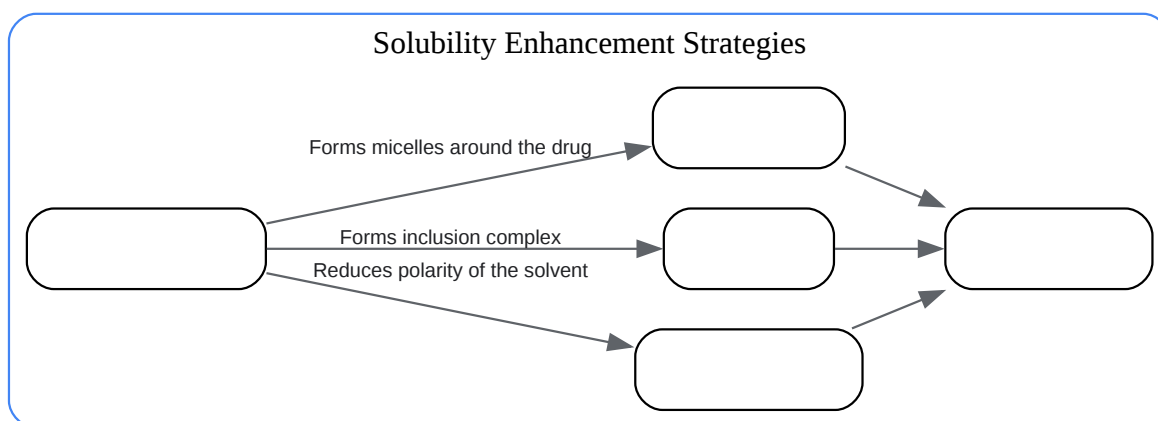 Solubility Enhancement Strategies
Forms micelles around the drug
Forms inclusion complex
Reduces polarity of the solvent